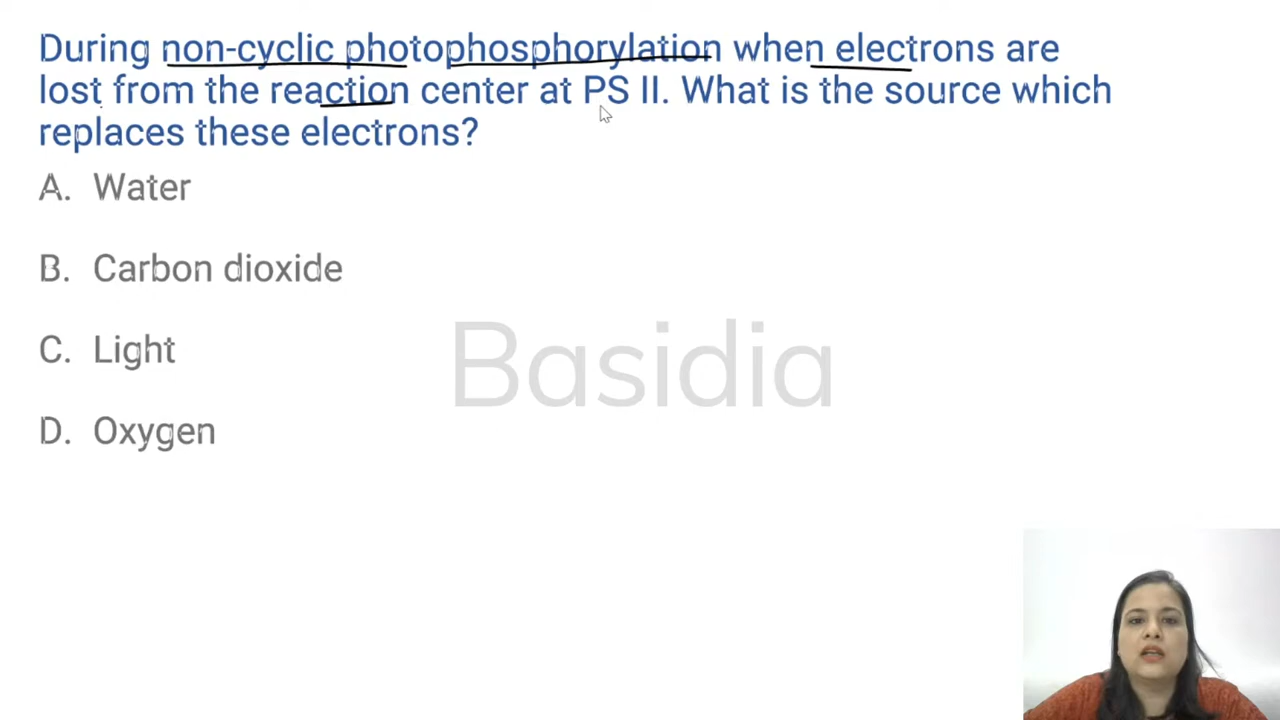 During non-cyclic photophosphorylation when electrons are
lost from the reaction center at PS II. What is the source which
replaces these electrons?
A. Water
B. Carbon dioxide
C. Light
D. Oxygen
Basidia